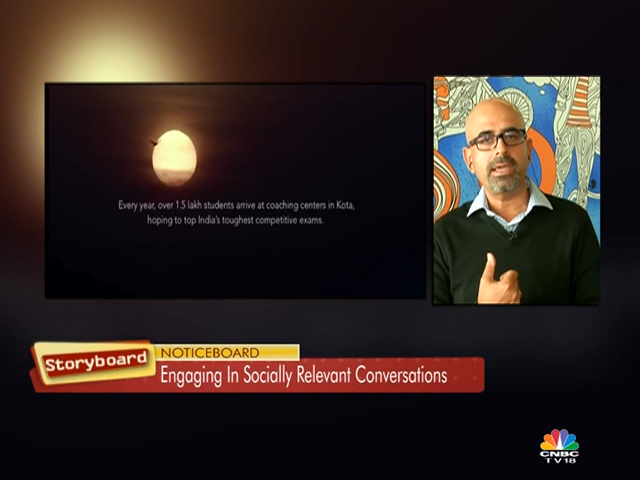 Every year, over 1.5 lakh students arrive at coaching centers in Kota,
hoping to top India's toughest competitive exams.
Storyboard
NOTICEBOARD
Engaging In Socially Relevant Conversations
CNBC
TV18